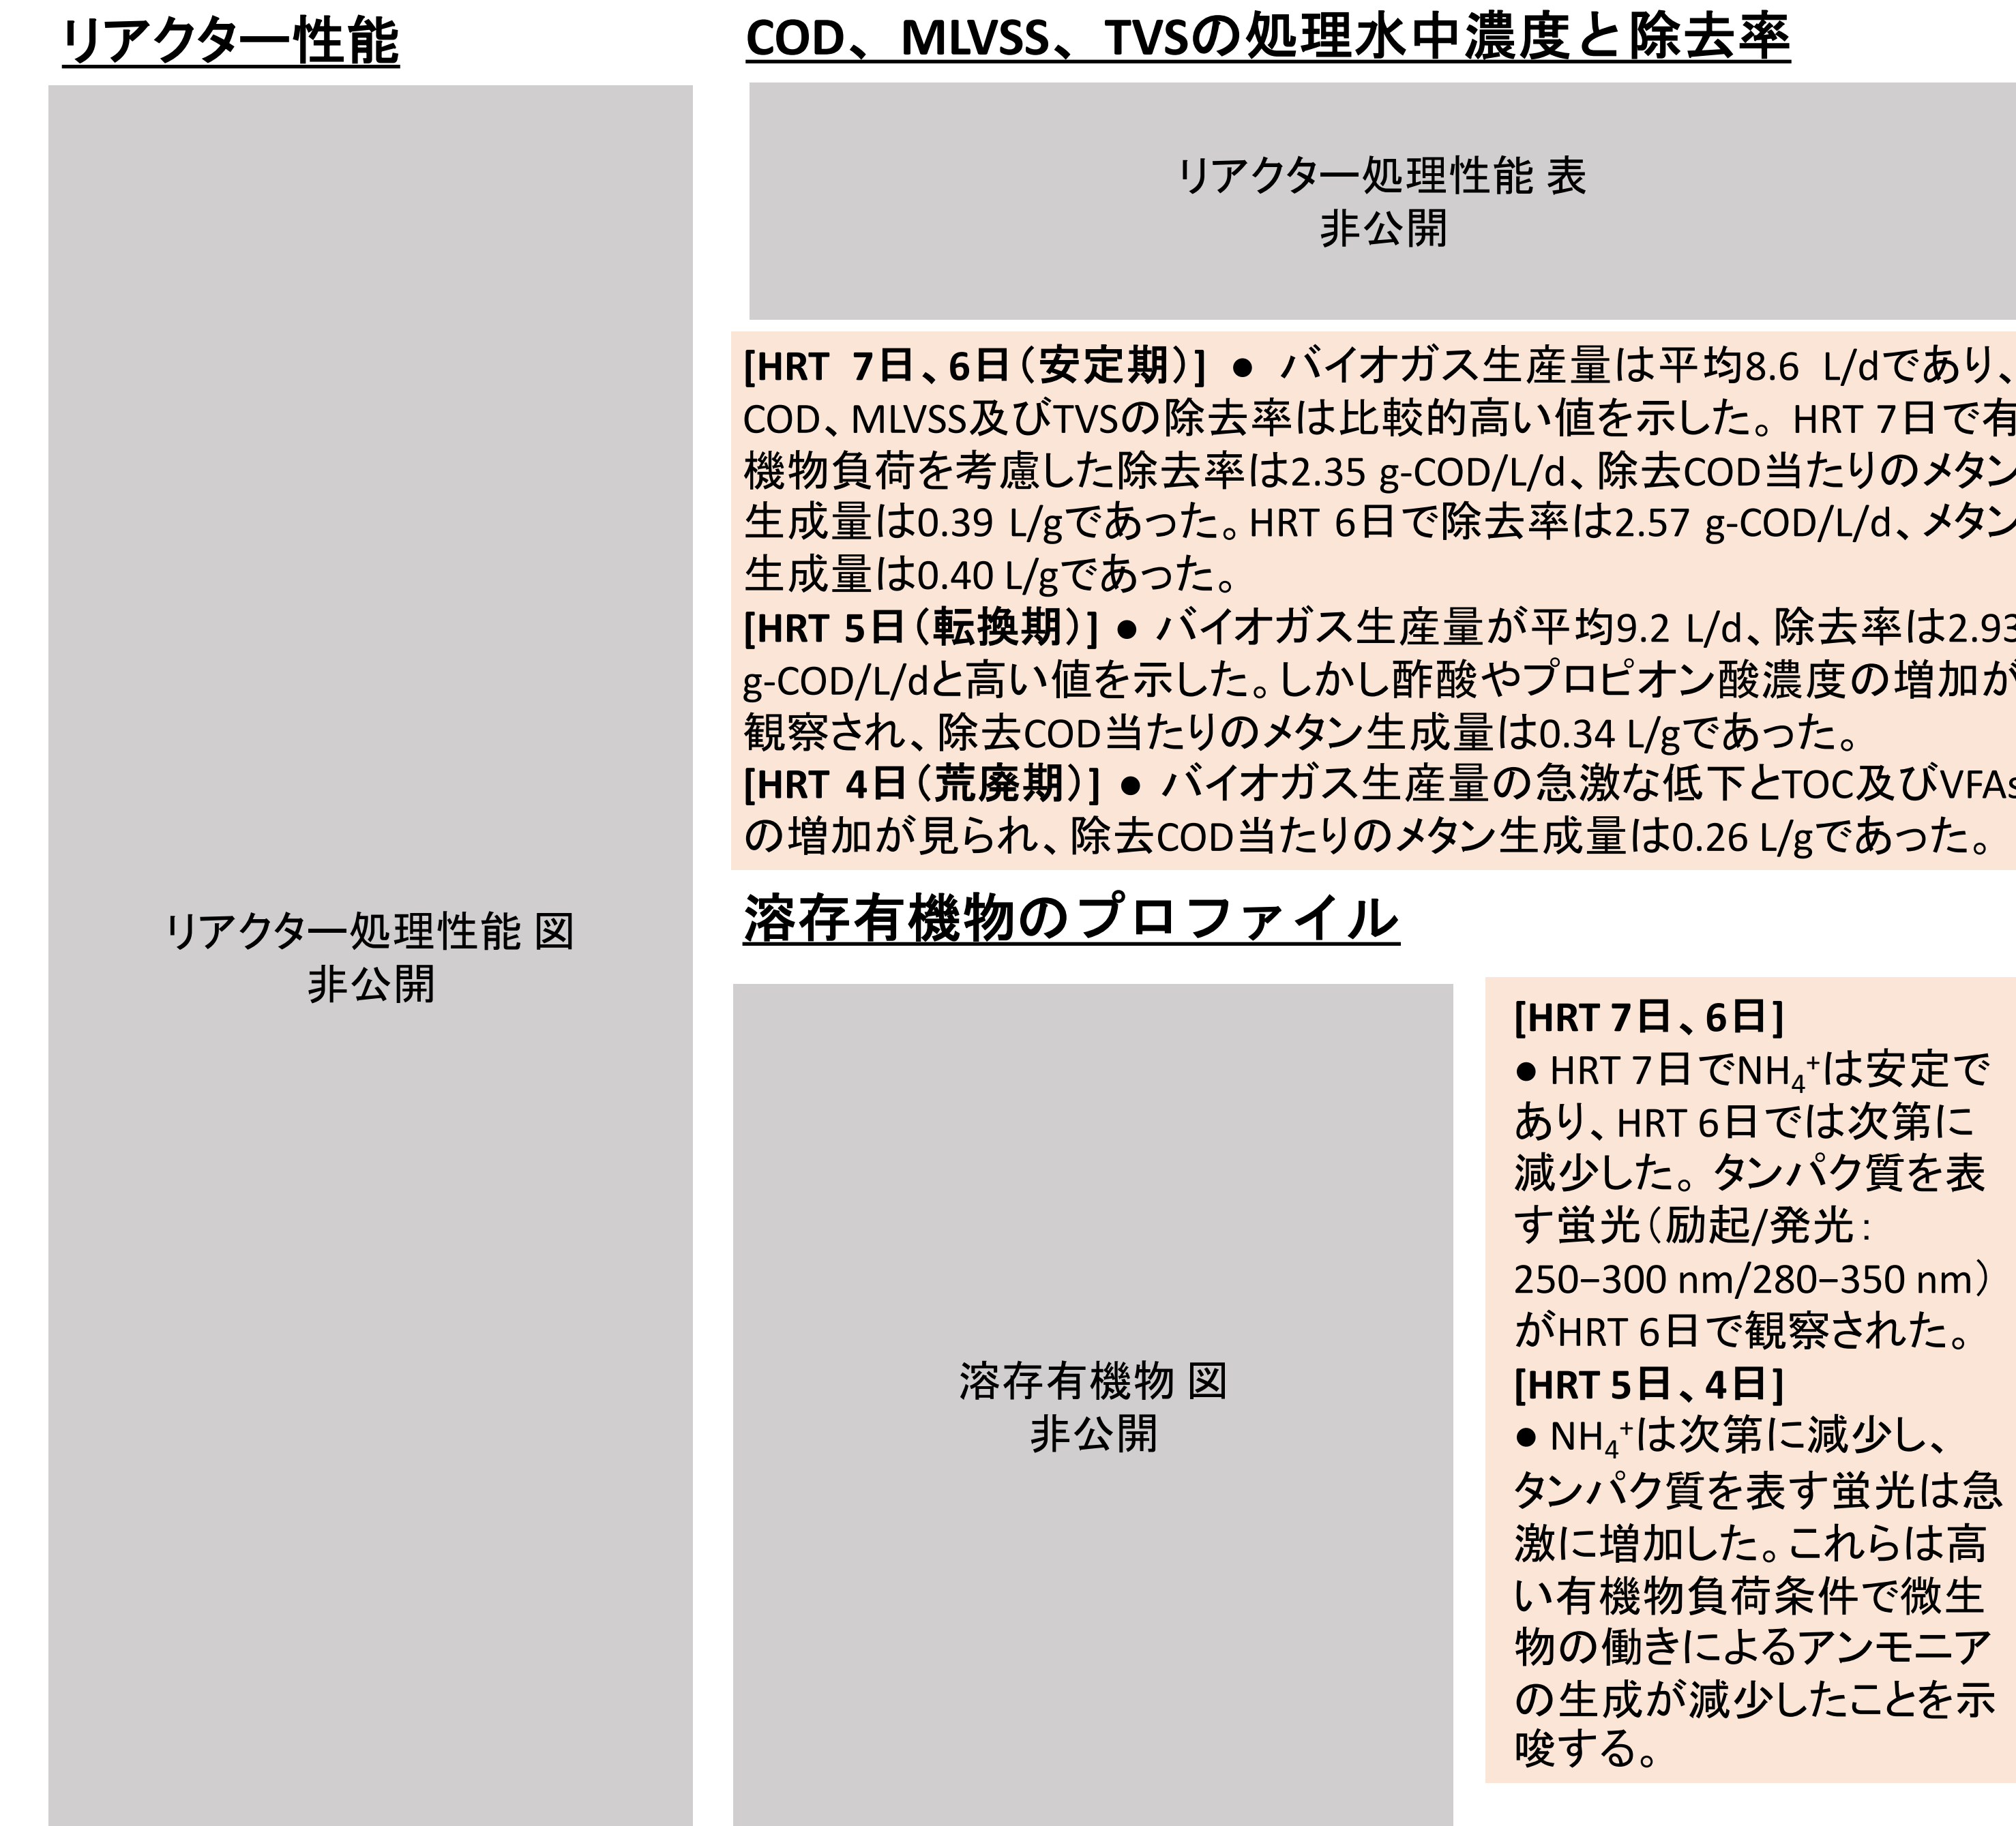 リアクター性能
リアクター処理性能 図
非公開
COD、MLVSS、TVSの処理水中濃度と除去率
リアクター処理性能 表
非公開
[HRT 7日、6日（安定期）] ● バイオガス生産量は平均8.6 L/dであり、
COD、MLVSS及びTVSの除去率は比較的高い値を示した。HRT 7日で有
機物負荷を考慮した除去率は2.35 g-COD/L/d、除去COD当たりのメタン
生成量は0.39 L/gであった。HRT 6日で除去率は2.57 g-COD/L/d、メタン
生成量は0.40 L/gであった。
[HRT 5日（転換期）] ● バイオガス生産量が平均9.2 L/d、除去率は2.93
g-COD/L/dと高い値を示した。しかし酢酸やプロピオン酸濃度の増加が
観察され、除去COD当たりのメタン生成量は0.34 L/gであった。
[HRT 4日（荒廃期）] ● バイオガス生産量の急激な低下とTOC及びVFAs
の増加が見られ、除去COD当たりのメタン生成量は0.26 L/gであった。
溶存有機物のプロファイル
溶存有機物 図
非公開
[HRT 7日、6日]
● HRT 7日でNH₄⁺は安定で
あり、HRT 6日では次第に
減少した。タンパク質を表
す蛍光（励起/発光：
250–300 nm/280–350 nm）
がHRT 6日で観察された。
[HRT 5日、4日]
● NH₄⁺は次第に減少し、
タンパク質を表す蛍光は急
激に増加した。これらは高
い有機物負荷条件で微生
物の働きによるアンモニア
の生成が減少したことを示
唆する。